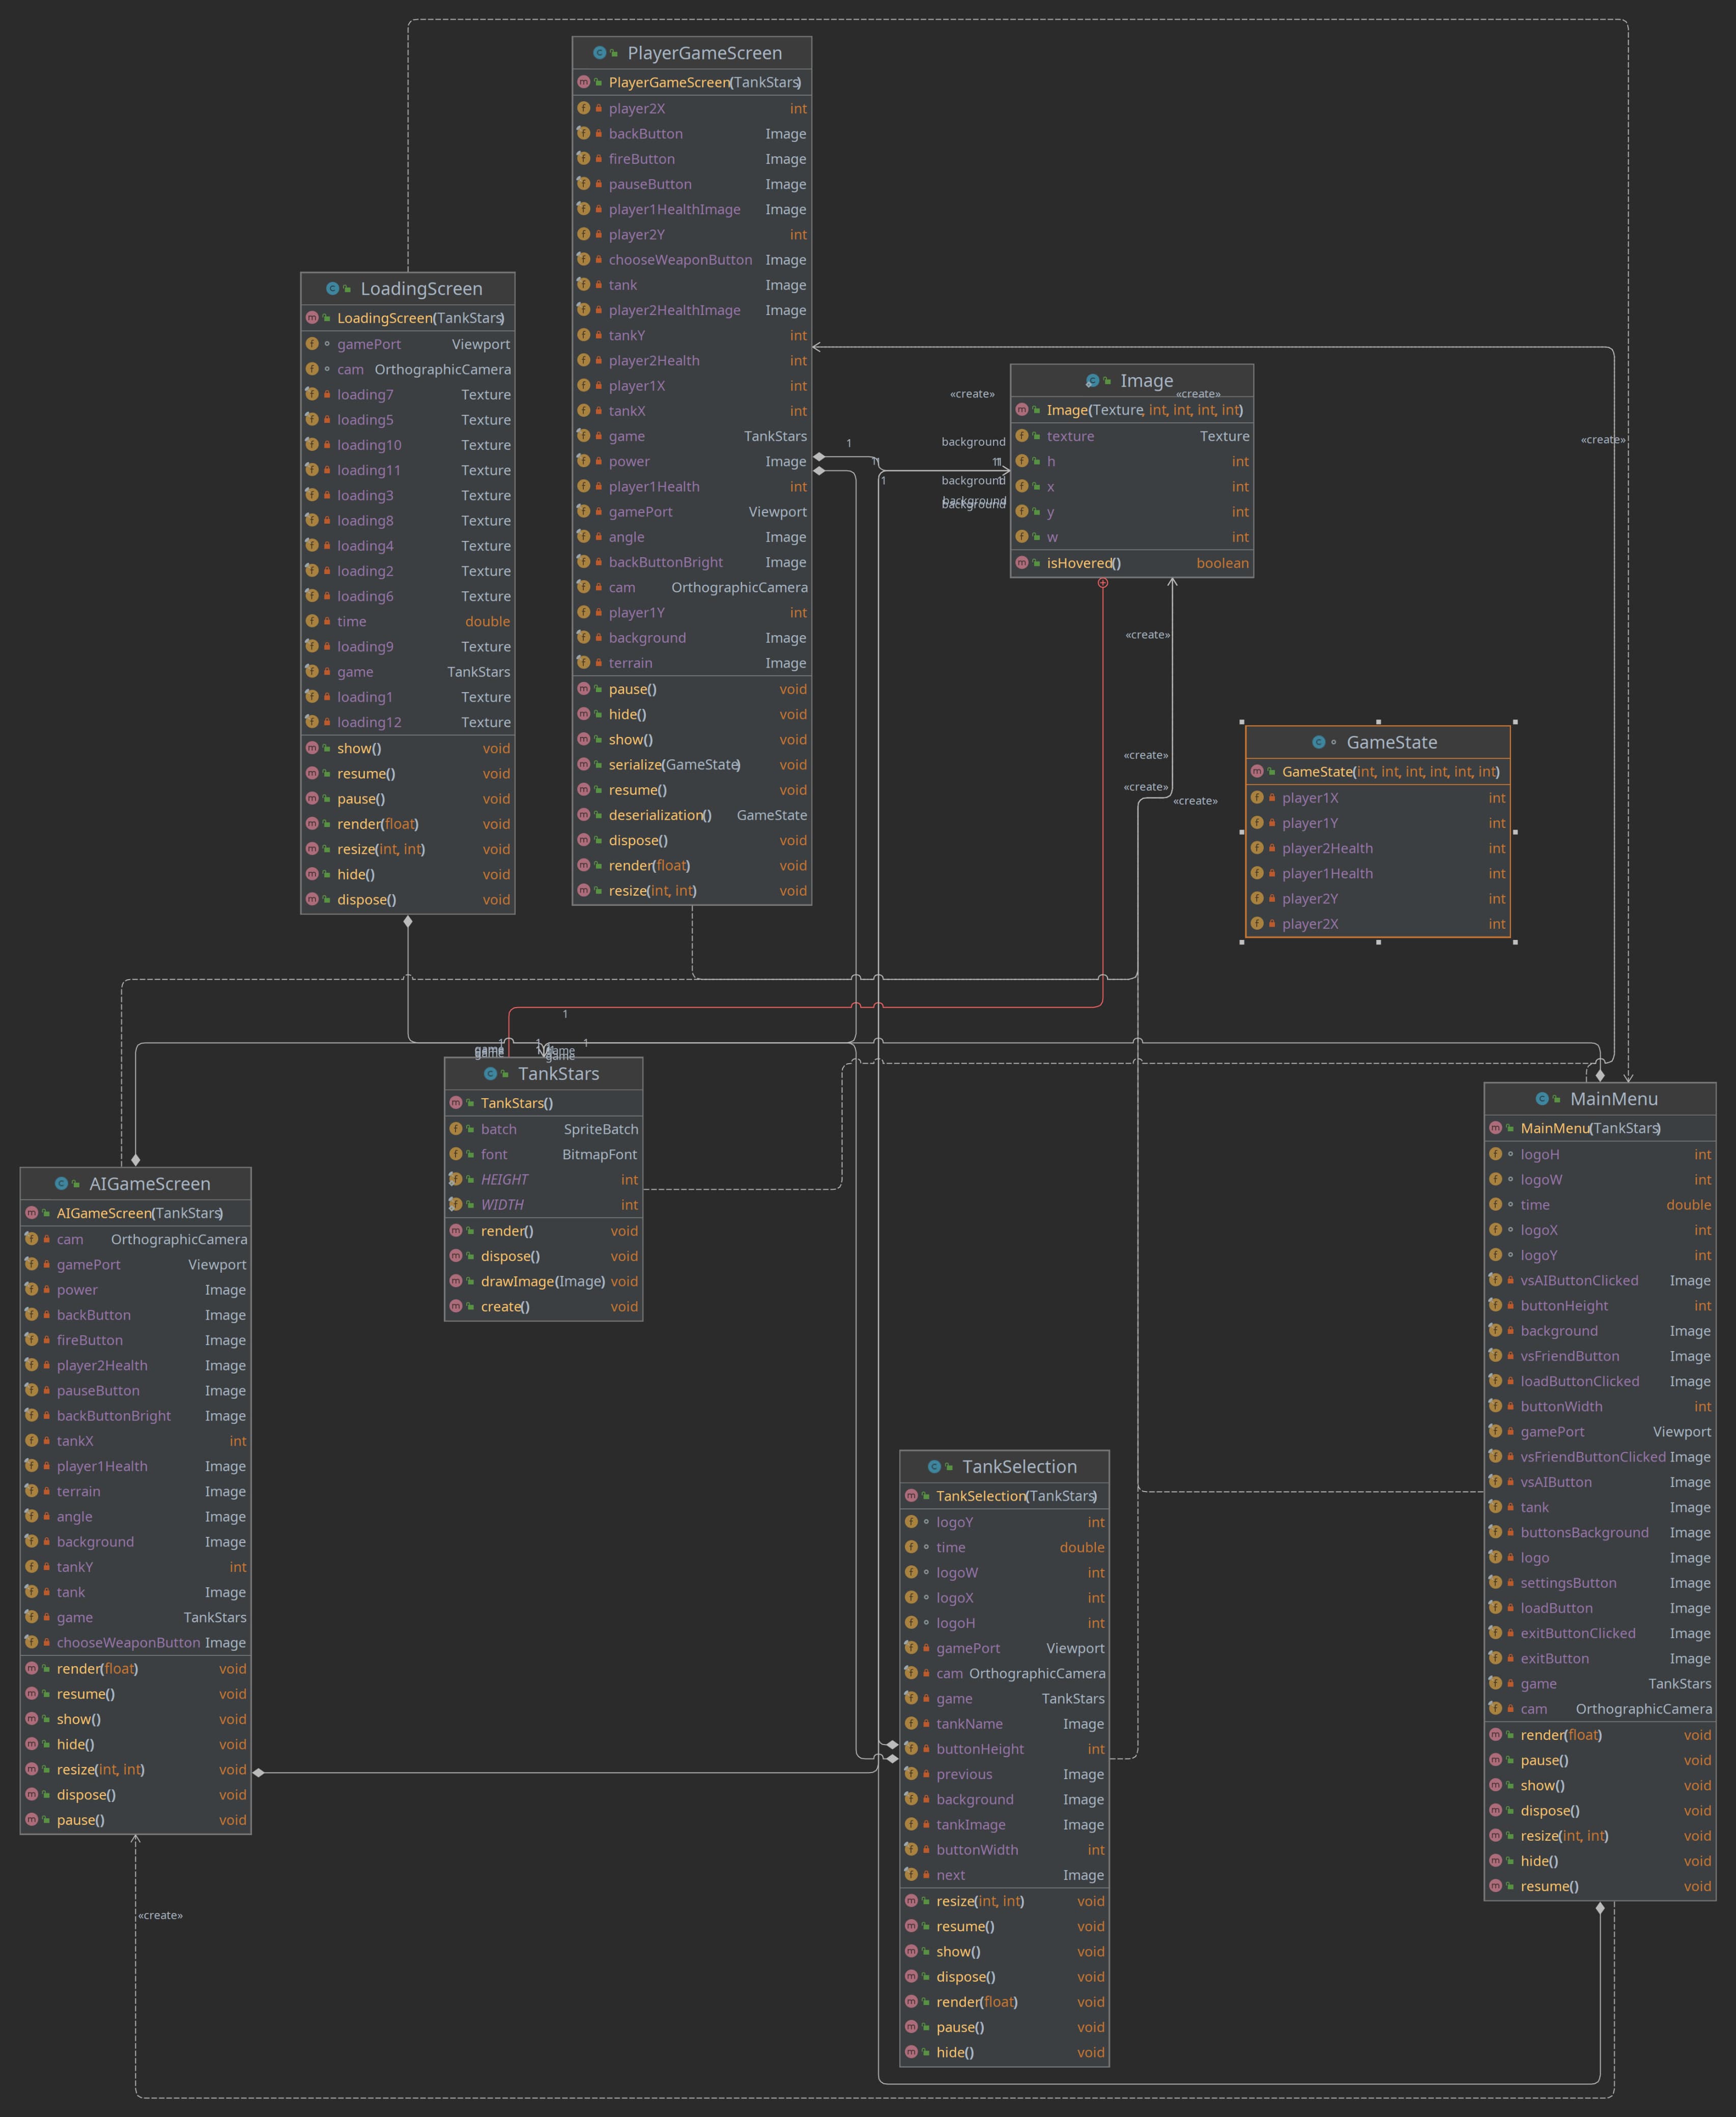 PlayerGameScreen
PlayerGameScreen(TankStars)
player2X int
backButton Image
fireButton Image
pauseButton Image
player1HealthImage Image
player2Y int
chooseWeaponButton Image
tank Image
player2HealthImage Image
tankY int
player2Health int
player1X int
tankX int
game TankStars
power Image
player1Health int
gamePort Viewport
angle Image
backButtonBright Image
cam OrthographicCamera
player1Y int
background Image
terrain Image
pause() void
hide() void
show() void
serialize(GameState) void
resume() void
deserialization() GameState
dispose() void
render(float) void
resize(int, int) void
LoadingScreen
LoadingScreen(TankStars)
gamePort Viewport
cam OrthographicCamera
loading7 Texture
loading5 Texture
loading10 Texture
loading11 Texture
loading3 Texture
loading8 Texture
loading4 Texture
loading2 Texture
loading6 Texture
time double
loading9 Texture
game TankStars
loading1 Texture
loading12 Texture
show() void
resume() void
pause() void
render(float) void
resize(int, int) void
hide() void
dispose() void
Image
«create»
«create»
Image(Texture, int, int, int, int)
texture Texture
h int
x int
y int
w int
isHovered() boolean
«create»
1
background
1
background
background
background
«create»
«create»
«create»
«create»
GameState
GameState(int, int, int, int, int, int)
player1X int
player1Y int
player2Health int
player1Health int
player2Y int
player2X int
1
1
1
1
game
game
game
game
TankStars
TankStars()
batch SpriteBatch
font BitmapFont
HEIGHT int
WIDTH int
render() void
dispose() void
drawImage(Image) void
create() void
MainMenu
MainMenu(TankStars)
logoH int
logoW int
time double
logoX int
logoY int
vsAIButtonClicked Image
buttonHeight int
background Image
vsFriendButton Image
loadButtonClicked Image
buttonWidth int
gamePort Viewport
vsFriendButtonClicked Image
vsAIButton Image
tank Image
buttonsBackground Image
logo Image
settingsButton Image
loadButton Image
exitButtonClicked Image
exitButton Image
game TankStars
cam OrthographicCamera
render(float) void
pause() void
show() void
dispose() void
resize(int, int) void
hide() void
resume() void
AIGameScreen
AIGameScreen(TankStars)
cam OrthographicCamera
gamePort Viewport
power Image
backButton Image
fireButton Image
player2Health Image
pauseButton Image
backButtonBright Image
tankX int
player1Health Image
terrain Image
angle Image
background Image
tankY int
tank Image
game TankStars
chooseWeaponButton Image
render(float) void
resume() void
show() void
hide() void
resize(int, int) void
dispose() void
pause() void
«create»
TankSelection
TankSelection(TankStars)
logoY int
time double
logoW int
logoX int
logoH int
gamePort Viewport
cam OrthographicCamera
game TankStars
tankName Image
buttonHeight int
previous Image
background Image
tankImage Image
buttonWidth int
next Image
resize(int, int) void
resume() void
show() void
dispose() void
render(float) void
pause() void
hide() void